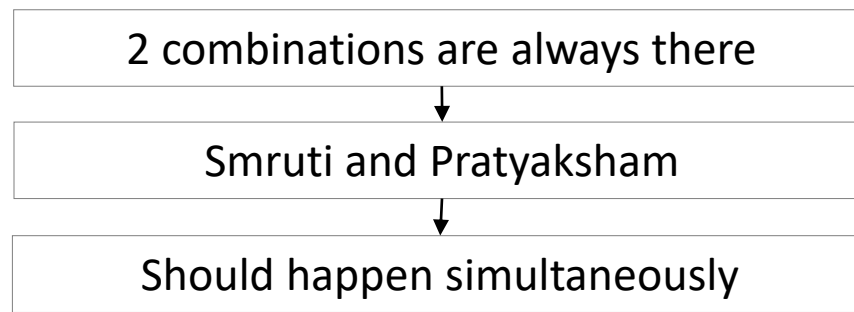 2 combinations are always there
Smruti and Pratyaksham
Should happen simultaneously